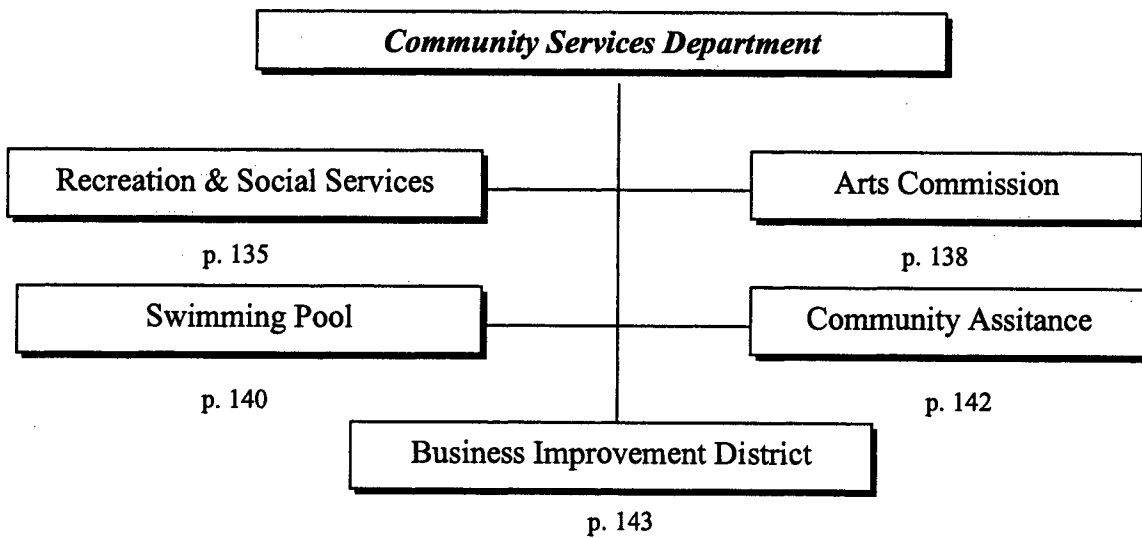 Community Services Department
Recreation & Social Services
Arts Commission
p. 135
p. 138
Swimming Pool
Community Assitance
p. 140
p. 142
Business Improvement District
p. 143